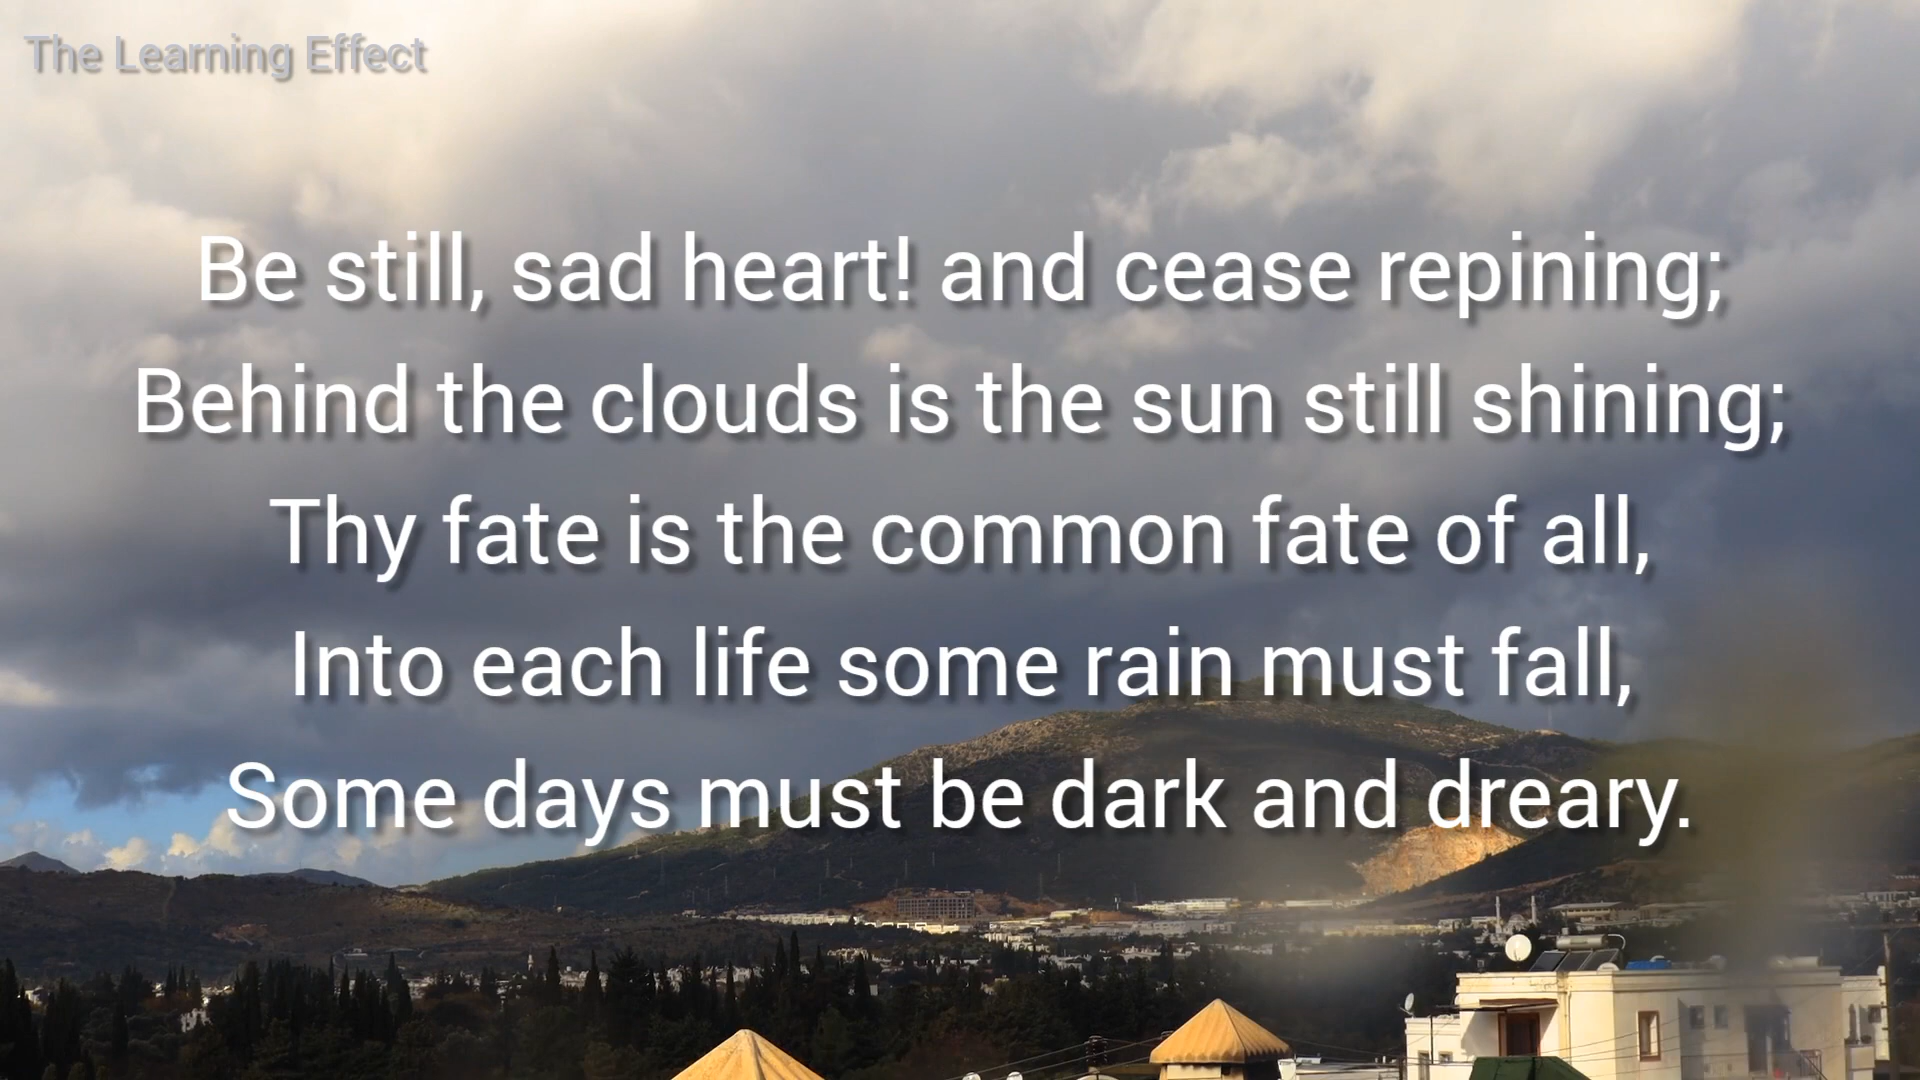 The Learning Effect
Be still, sad heart! and cease repining;
Behind the clouds is the sun still shining;
Thy fate is the common fate of all,
Into each life some rain must fall,
Some days must be dark and dreary.